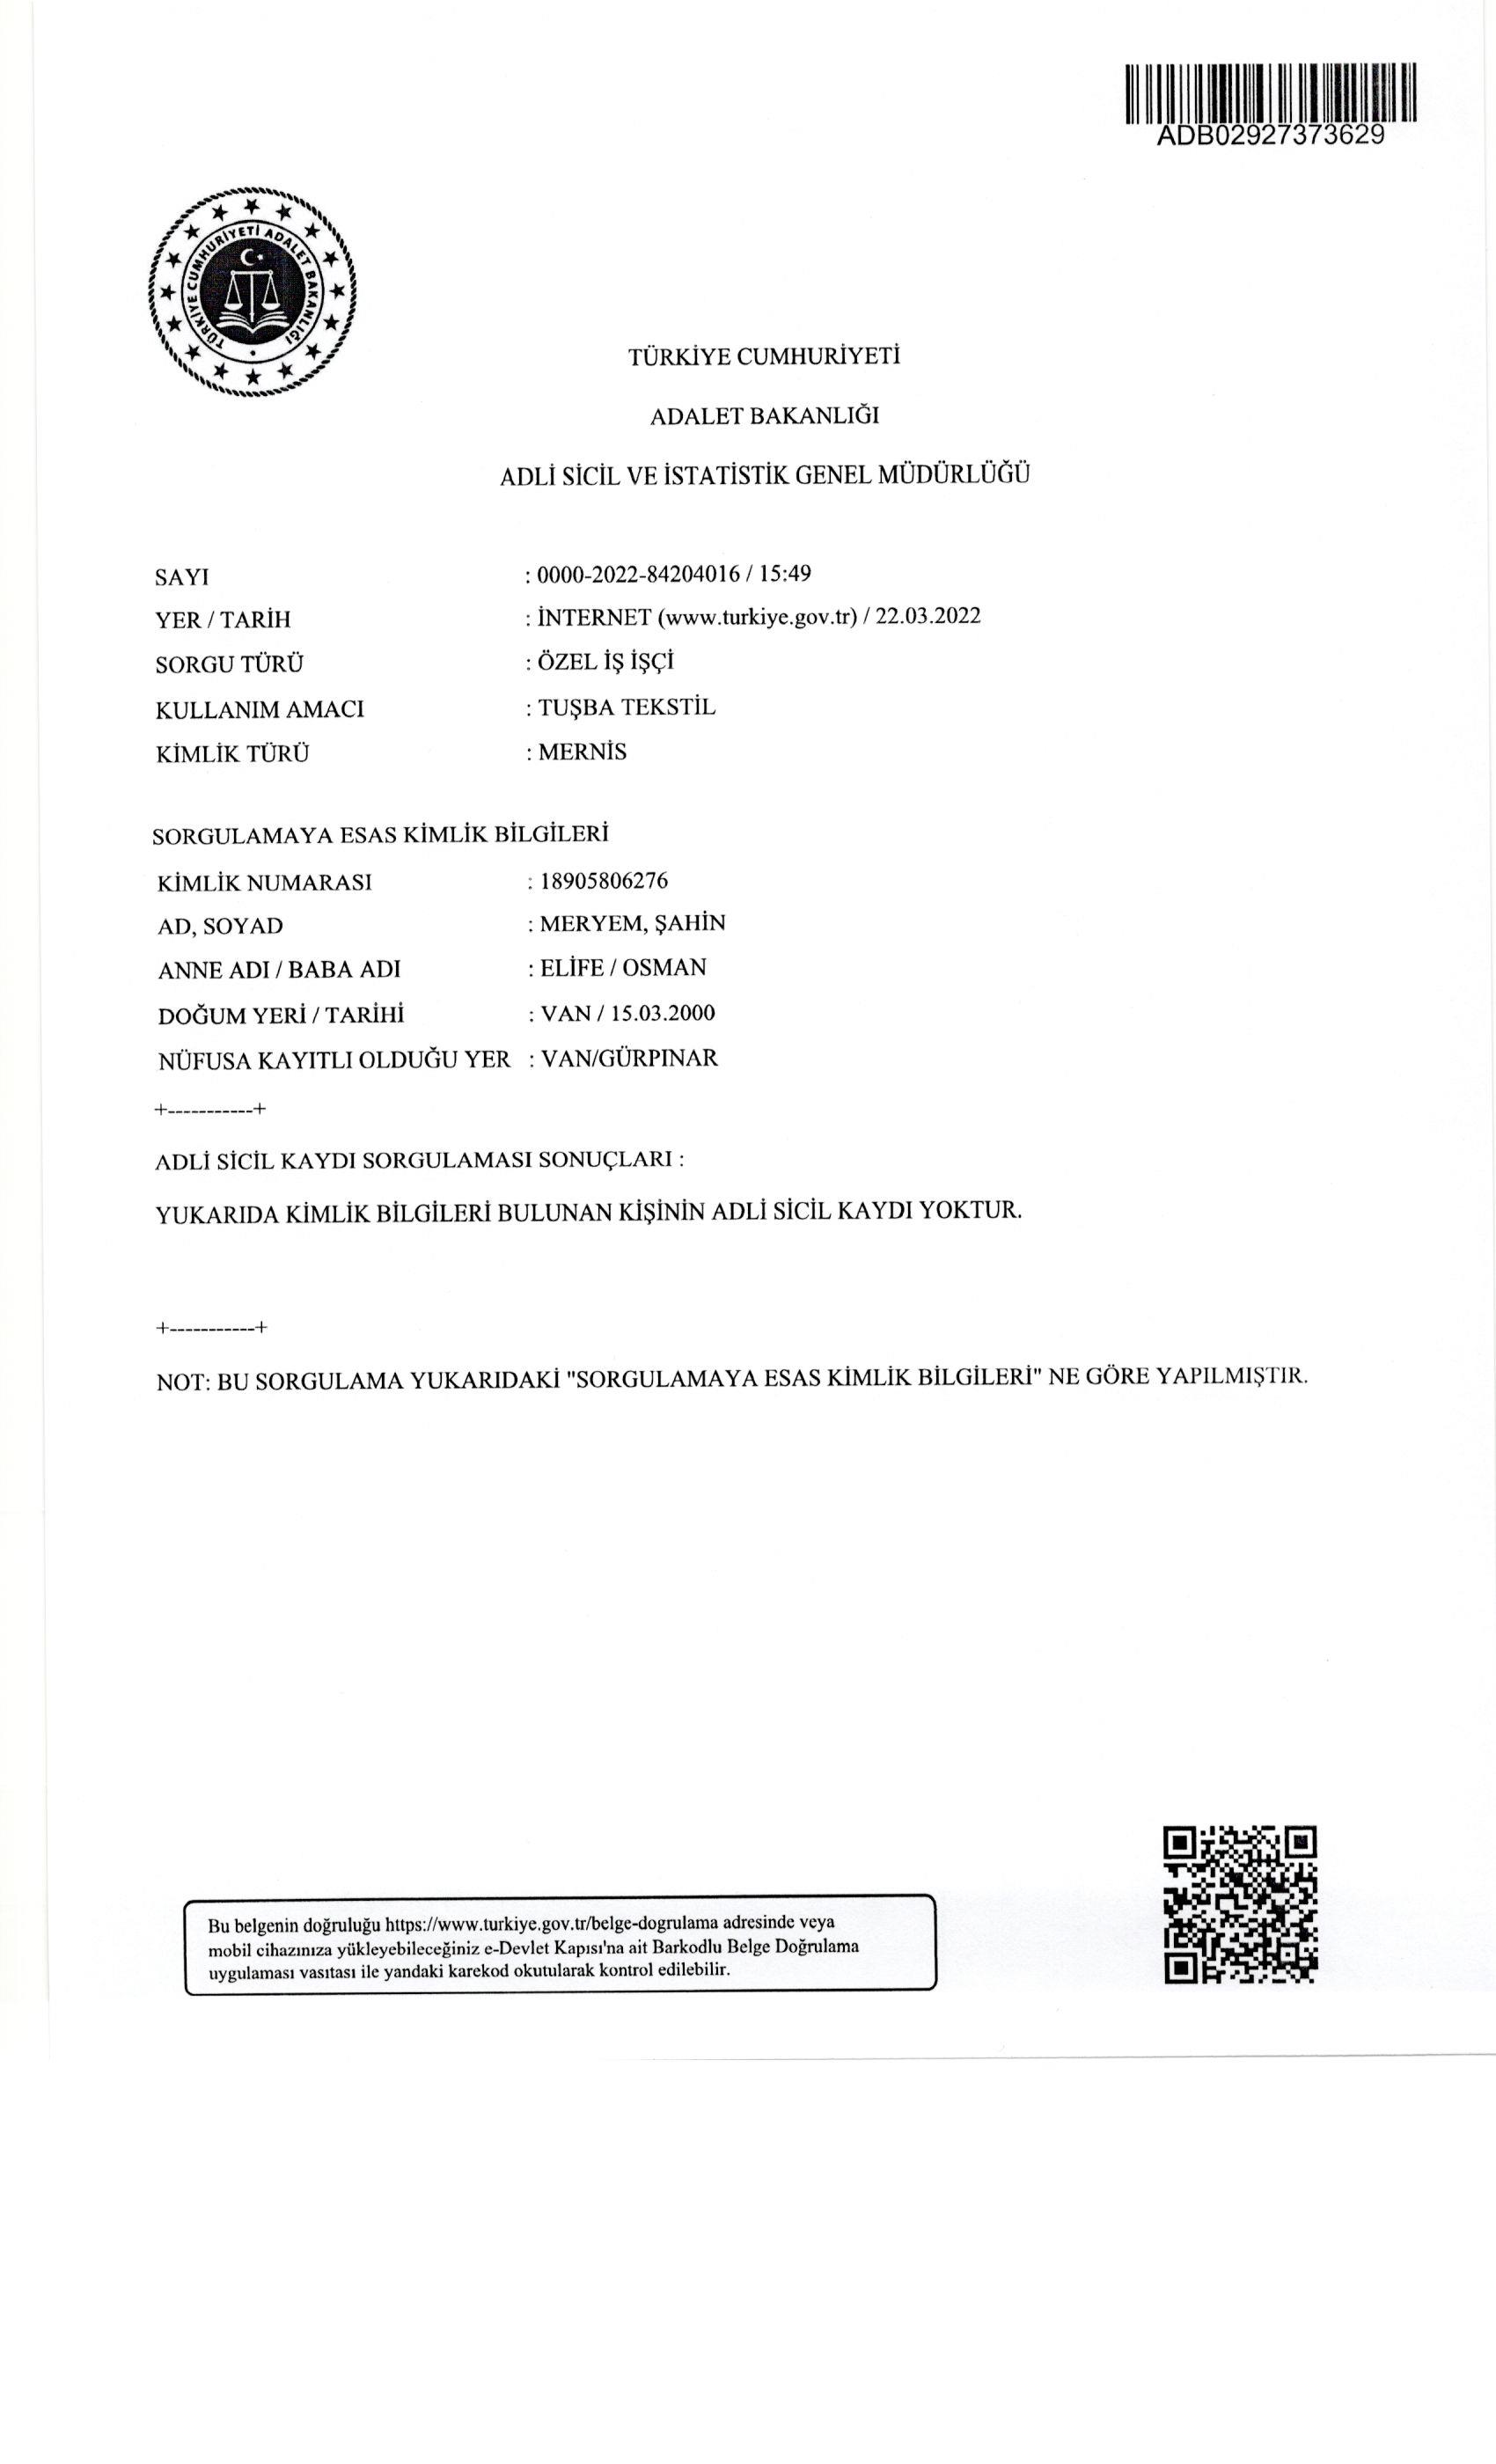 ADB02927373629
TÜRKİYE CUMHURİYETİ ADALET BAKANLIĞI
TÜRKİYE CUMHURİYETİ
ADALET BAKANLIĞI
ADLİ SİCİL VE İSTATİSTİK GENEL MÜDÜRLÜĞÜ
SAYI : 0000-2022-84204016 / 15:49
YER / TARİH : İNTERNET (www.turkiye.gov.tr) / 22.03.2022
SORGU TÜRÜ : ÖZEL İŞ İŞÇİ
KULLANIM AMACI : TUŞBA TEKSTİL
KİMLİK TÜRÜ : MERNİS
SORGULAMAYA ESAS KİMLİK BİLGİLERİ
KİMLİK NUMARASI : 18905806276
AD, SOYAD : MERYEM, ŞAHİN
ANNE ADI / BABA ADI : ELİFE / OSMAN
DOĞUM YERİ / TARİHİ : VAN / 15.03.2000
NÜFUSA KAYITLI OLDUĞU YER : VAN/GÜRPINAR
+-----------+
ADLİ SİCİL KAYDI SORGULAMASI SONUÇLARI :
YUKARIDA KİMLİK BİLGİLERİ BULUNAN KİŞİNİN ADLİ SİCİL KAYDI YOKTUR.
+-----------+
NOT: BU SORGULAMA YUKARIDAKİ "SORGULAMAYA ESAS KİMLİK BİLGİLERİ" NE GÖRE YAPILMIŞTIR.
Bu belgenin doğruluğu https://www.turkiye.gov.tr/belge-dogrulama adresinde veya
mobil cihazınıza yükleyebileceğiniz e-Devlet Kapısı'na ait Barkodlu Belge Doğrulama
uygulaması vasıtası ile yandaki karekod okutularak kontrol edilebilir.